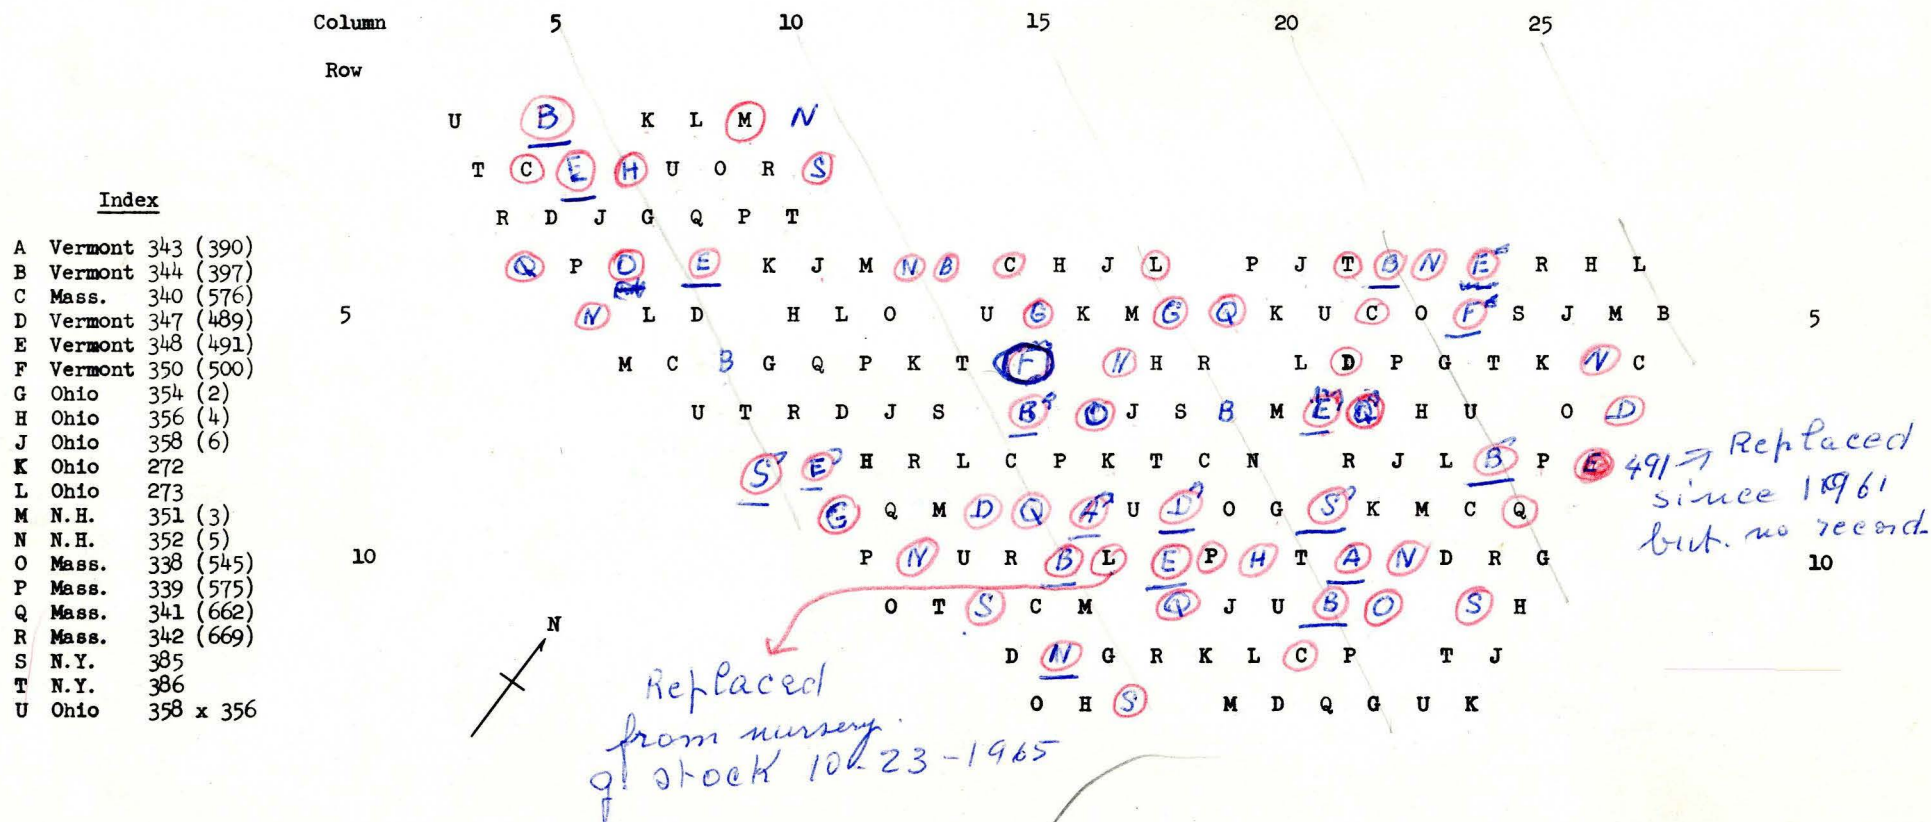 Column 5 10 15 20 25
Row
U B K L M N
T C E H U O R S
R D J G Q P T
Q P O E K J M N B C H J L P J T B N E R H L
5 N L D H L O U G K M G Q K U C O F S J M B 5
M C B G Q P K T F N H R L D P G T K N C
U T R D J S B O J S B M E Q H U O D
S E H R L C P K T C N R J L B P E 491 → Replaced
since 1961
but. no record
G Q M D Q A U D O G S K M C Q
10 P N U R B L E P H T A N D R G 10
O T S C M Q J U B O S H
D N G R K L C P T J
O H S M D Q G U K
Index
A Vermont 343 (390)
B Vermont 344 (397)
C Mass. 340 (576)
D Vermont 347 (489)
E Vermont 348 (491)
F Vermont 350 (500)
G Ohio 354 (2)
H Ohio 356 (4)
J Ohio 358 (6)
K Ohio 272
L Ohio 273
M N.H. 351 (3)
N N.H. 352 (5)
O Mass. 338 (545)
P Mass. 339 (575)
Q Mass. 341 (662)
R Mass. 342 (669)
S N.Y. 385
T N.Y. 386
U Ohio 358 x 356
N
Replaced
from nursery
stock 10-23-1965